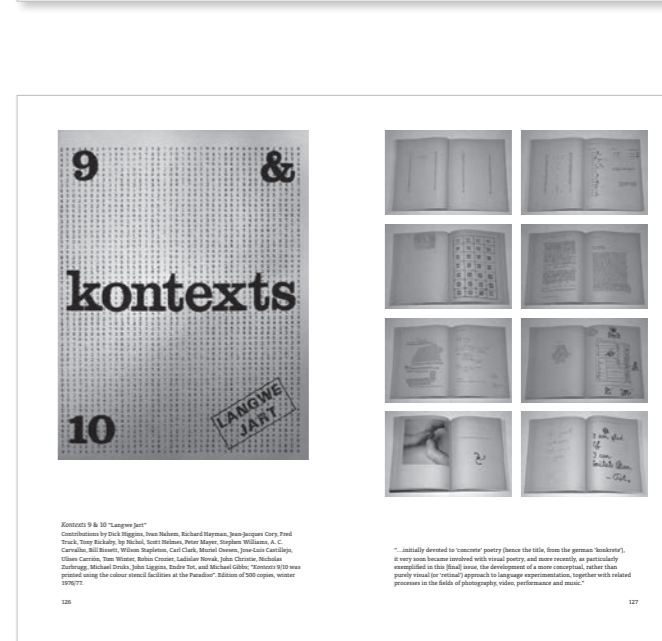 9 &
kontexts
10
LANGWE
JART
Kontexts 9 & 10 "Langwe Jart"
Contributions by Dick Higgins, Ivan Nahem, Richard Hayman, Jean-Jacques Cory, Fred
Truck, Tony Rickaby, bp Nichol, Scott Helmes, Peter Mayer, Stephen Williams, A. C.
Carvalho, Bill Bissett, Wilson Stapleton, Carl Clark, Muriel Oesen, Jose-Luis Castillejo,
Ulises Carrión, Tom Winter, Robin Crozier, Ladislav Novak, John Christie, Nicholas
Zurbrugg, Michael Druks, John Liggins, Endre Tot, and Michael Gibbs; "Kontexts 9/10 was
printed using the colour stencil facilities at the Paradiso". Edition of 500 copies, winter
1976/77.
126
I am glad
if
I can
imitate
"...initially devoted to 'concrete' poetry (hence the title, from the german 'konkrete'),
it very soon became involved with visual poetry, and more recently, as particularly
exemplified in this [final] issue, the development of a more conceptual, rather than
purely visual (or 'retinal') approach to language experimentation, together with related
processes in the fields of photography, video, performance and music."
127